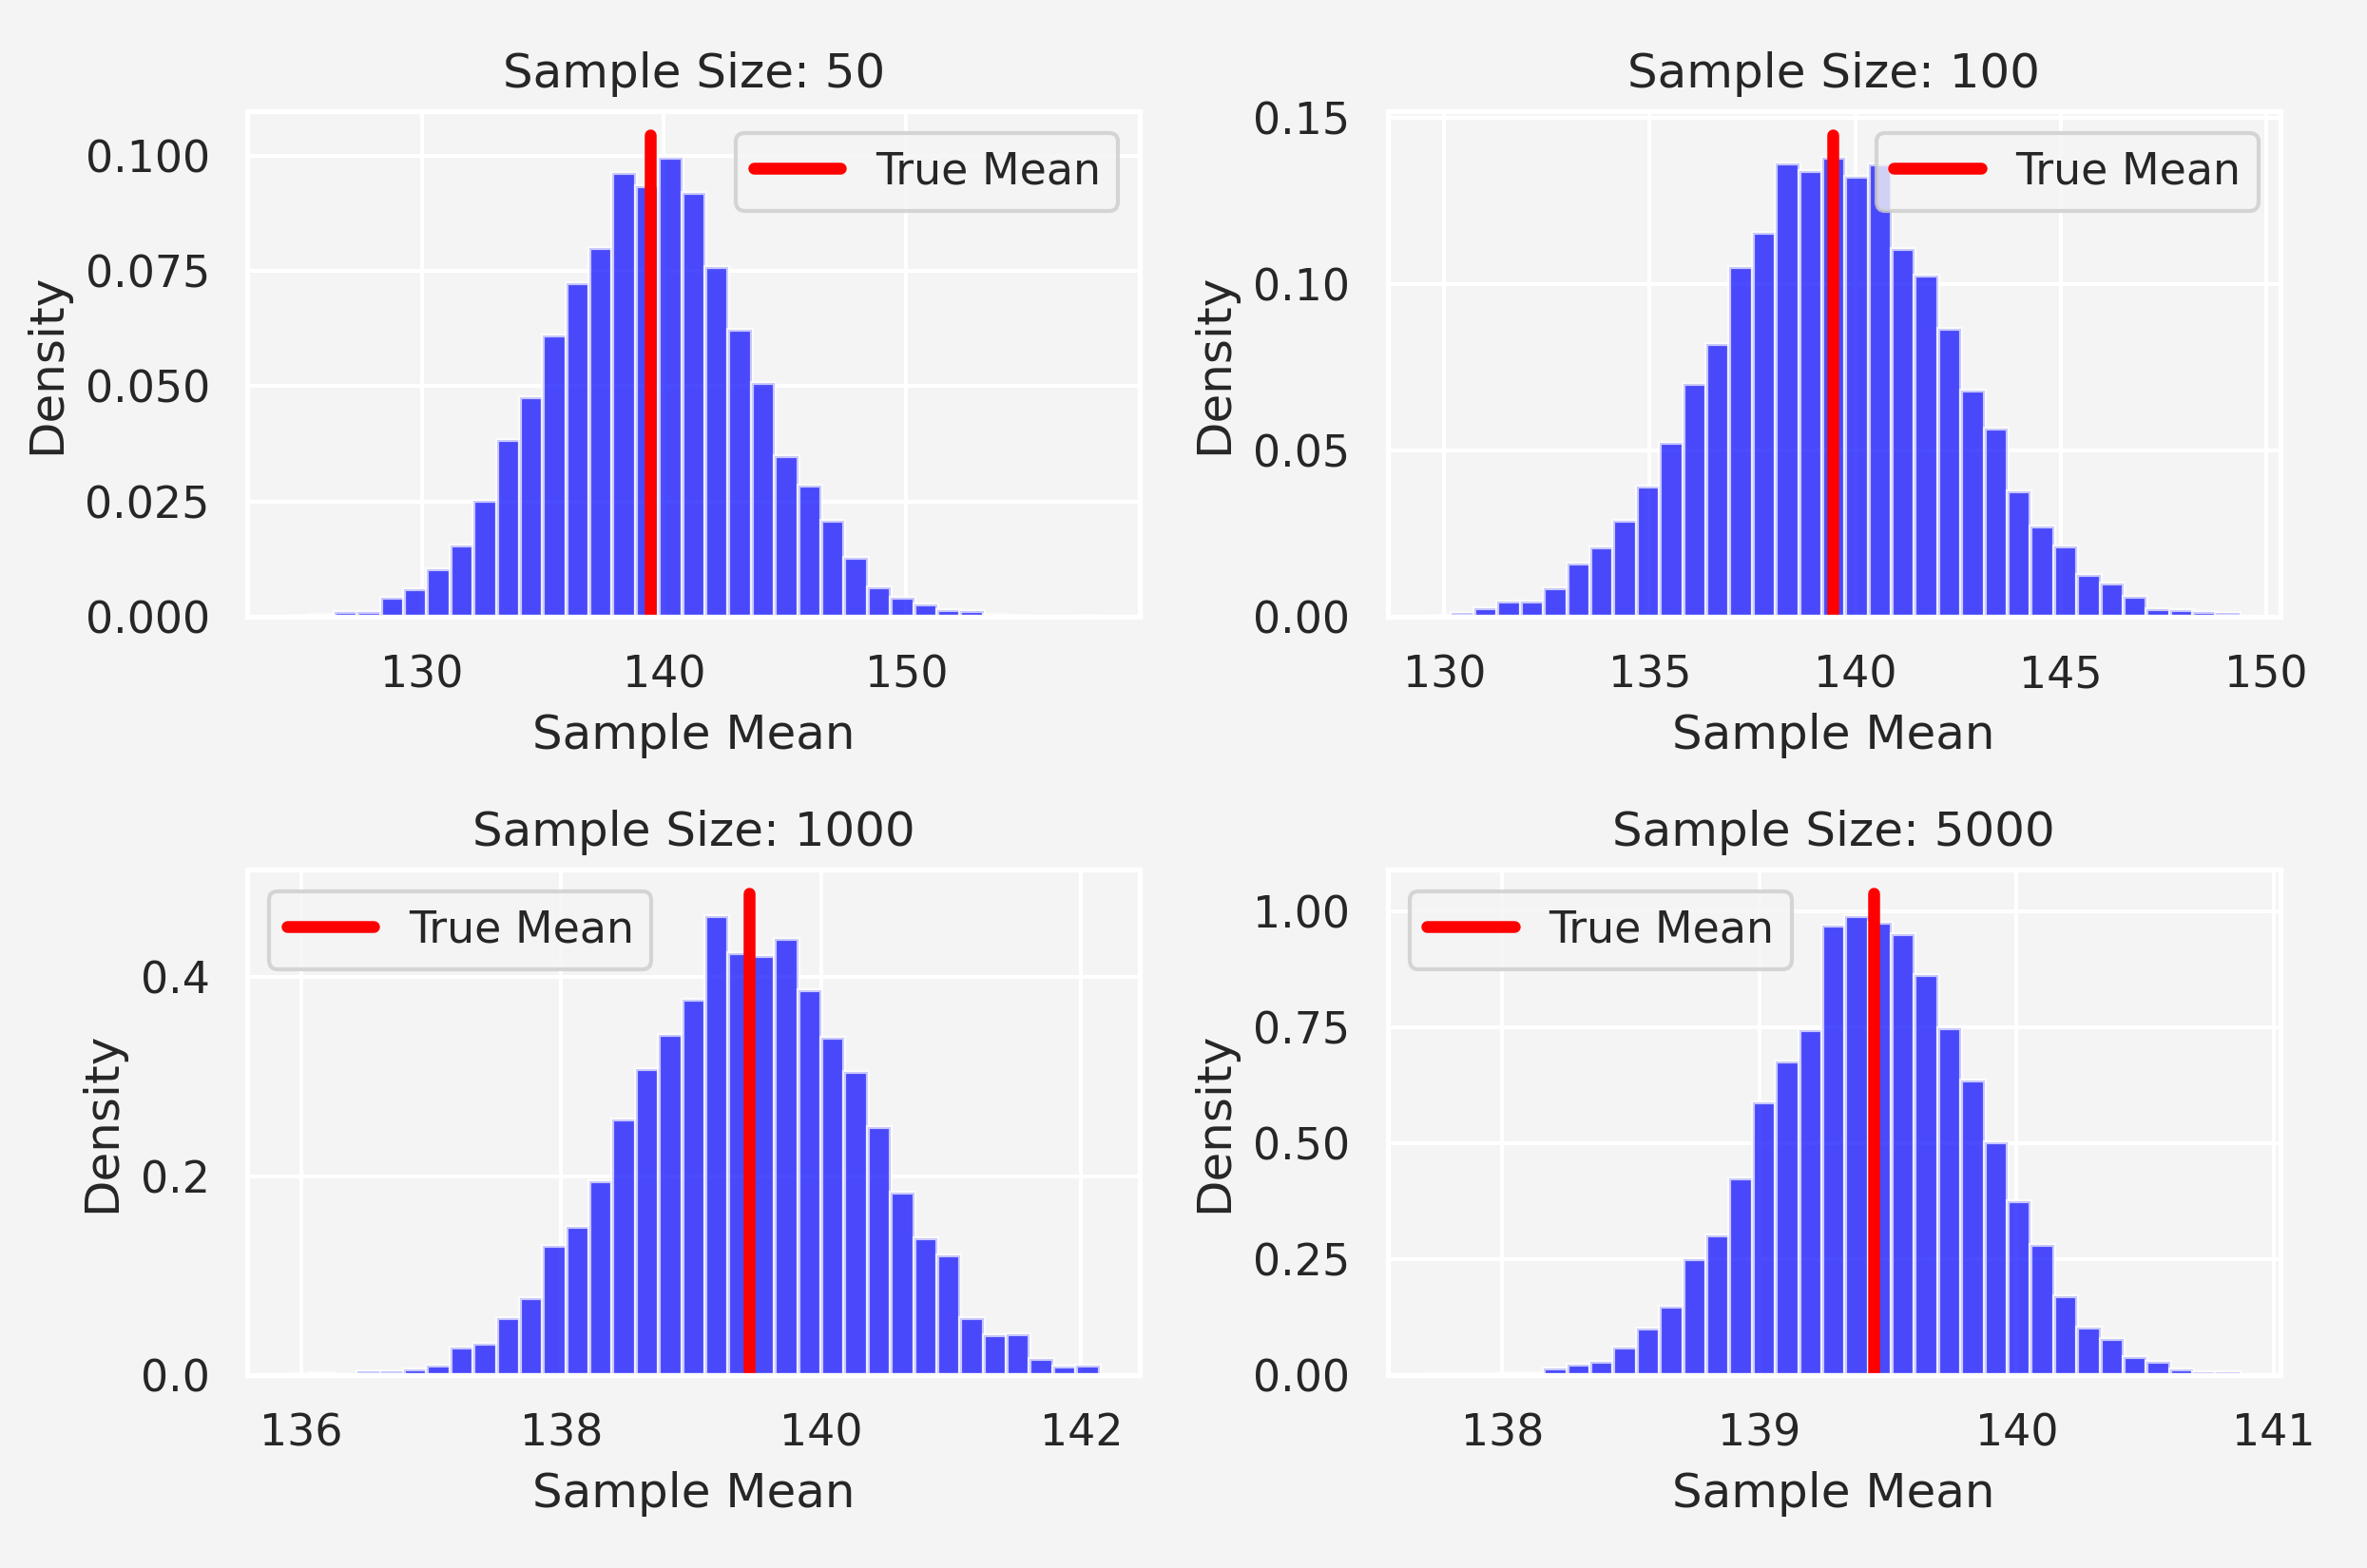 Sample Size: 50
True Mean
Density
0.100
0.075
0.050
0.025
0.000
130 140 150
Sample Mean
Sample Size: 100
True Mean
Density
0.15
0.10
0.05
0.00
130 135 140 145 150
Sample Mean
Sample Size: 1000
True Mean
Density
0.4
0.2
0.0
136 138 140 142
Sample Mean
Sample Size: 5000
True Mean
Density
1.00
0.75
0.50
0.25
0.00
138 139 140 141
Sample Mean